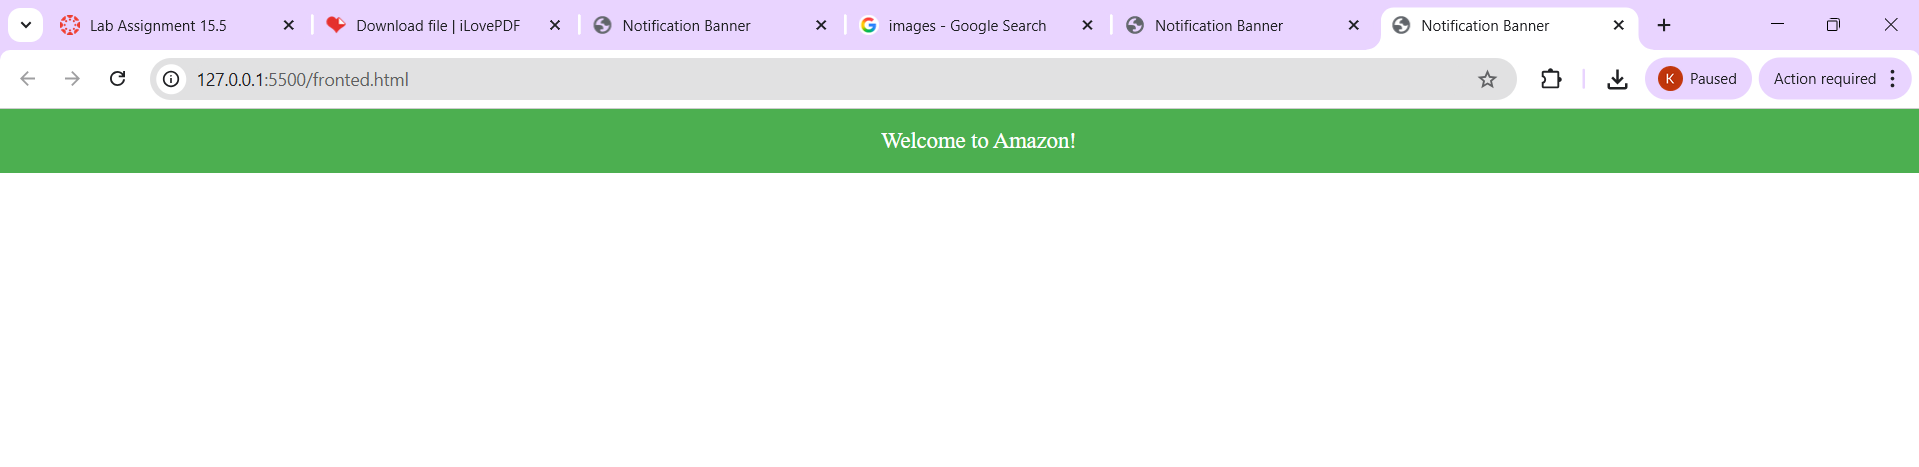 Lab Assignment 15.5
Download file | iLovePDF
Notification Banner
images - Google Search
Notification Banner
Notification Banner
127.0.0.1:5500/fronted.html
K
Paused
Action required
Welcome to Amazon!